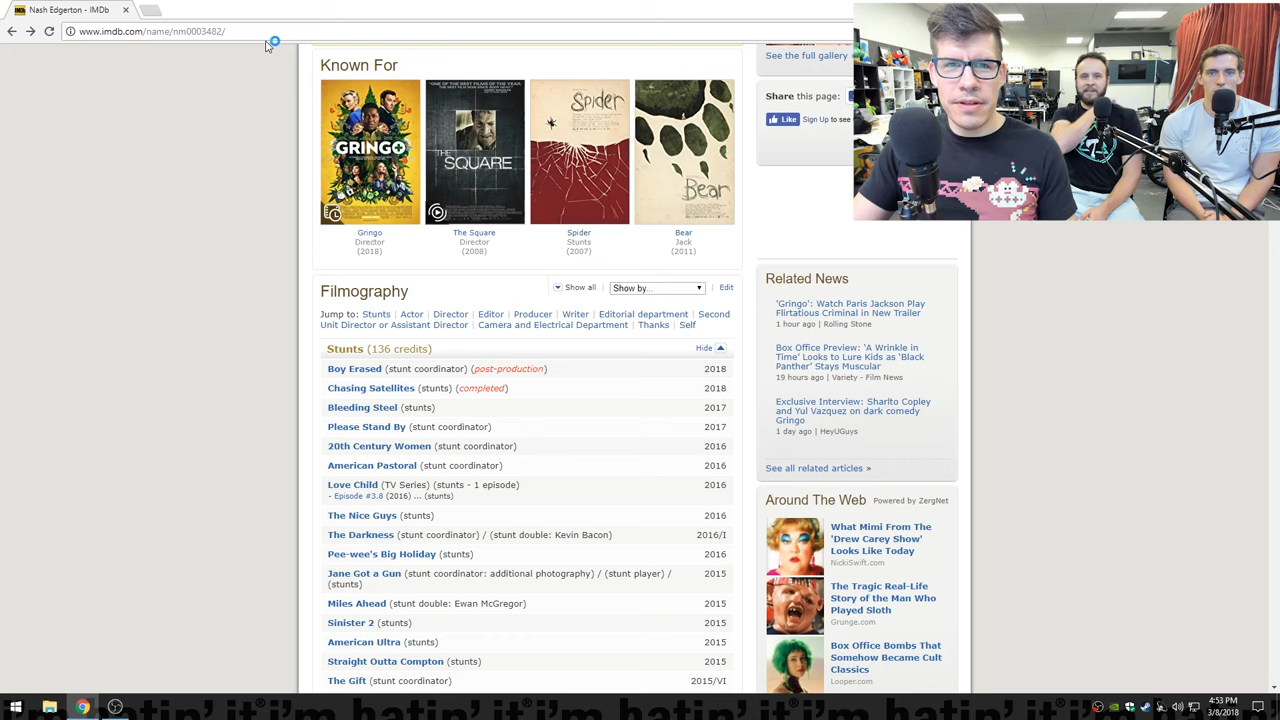 Nash Edgerton - IMDb
www.imdb.com/name/nm0003482/
Known For
GRINGO
THE SQUARE
Spider
Bear
Gringo
Director
(2018)
The Square
Director
(2008)
Spider
Stunts
(2007)
Bear
Jack
(2011)
Filmography
Show all | Show by... | Edit
Jump to: Stunts | Actor | Director | Editor | Producer | Writer | Editorial department | Second
Unit Director or Assistant Director | Camera and Electrical Department | Thanks | Self
Stunts (136 credits) Hide
Boy Erased (stunt coordinator) (post-production) 2018
Chasing Satellites (stunts) (completed) 2018
Bleeding Steel (stunts) 2017
Please Stand By (stunt coordinator) 2017
20th Century Women (stunt coordinator) 2016
American Pastoral (stunt coordinator) 2016
Love Child (TV Series) (stunts - 1 episode) 2016
- Episode #3.8 (2016) ... (stunts)
The Nice Guys (stunts) 2016
The Darkness (stunt coordinator) / (stunt double: Kevin Bacon) 2016/I
Pee-wee's Big Holiday (stunts) 2016
Jane Got a Gun (stunt coordinator: additional photography) / (stunt player) / 2015
(stunts)
Miles Ahead (stunt double: Ewan McGregor) 2015
Sinister 2 (stunts) 2015
American Ultra (stunts) 2015
Straight Outta Compton (stunts) 2015
The Gift (stunt coordinator) 2015/VI
See the full gallery
Share this page:
Like Sign Up to see
Related News
'Gringo': Watch Paris Jackson Play
Flirtatious Criminal in New Trailer
1 hour ago | Rolling Stone
Box Office Preview: ‘A Wrinkle in
Time’ Looks to Lure Kids as ‘Black
Panther’ Stays Muscular
19 hours ago | Variety - Film News
Exclusive Interview: Sharlto Copley
and Yul Vazquez on dark comedy
Gringo
1 day ago | HeyUGuys
See all related articles »
Around The Web Powered by ZergNet
What Mimi From The
'Drew Carey Show'
Looks Like Today
NickiSwift.com
The Tragic Real-Life
Story of the Man Who
Played Sloth
Grunge.com
Box Office Bombs That
Somehow Became Cult
Classics
Looper.com
4:53 PM
3/8/2018